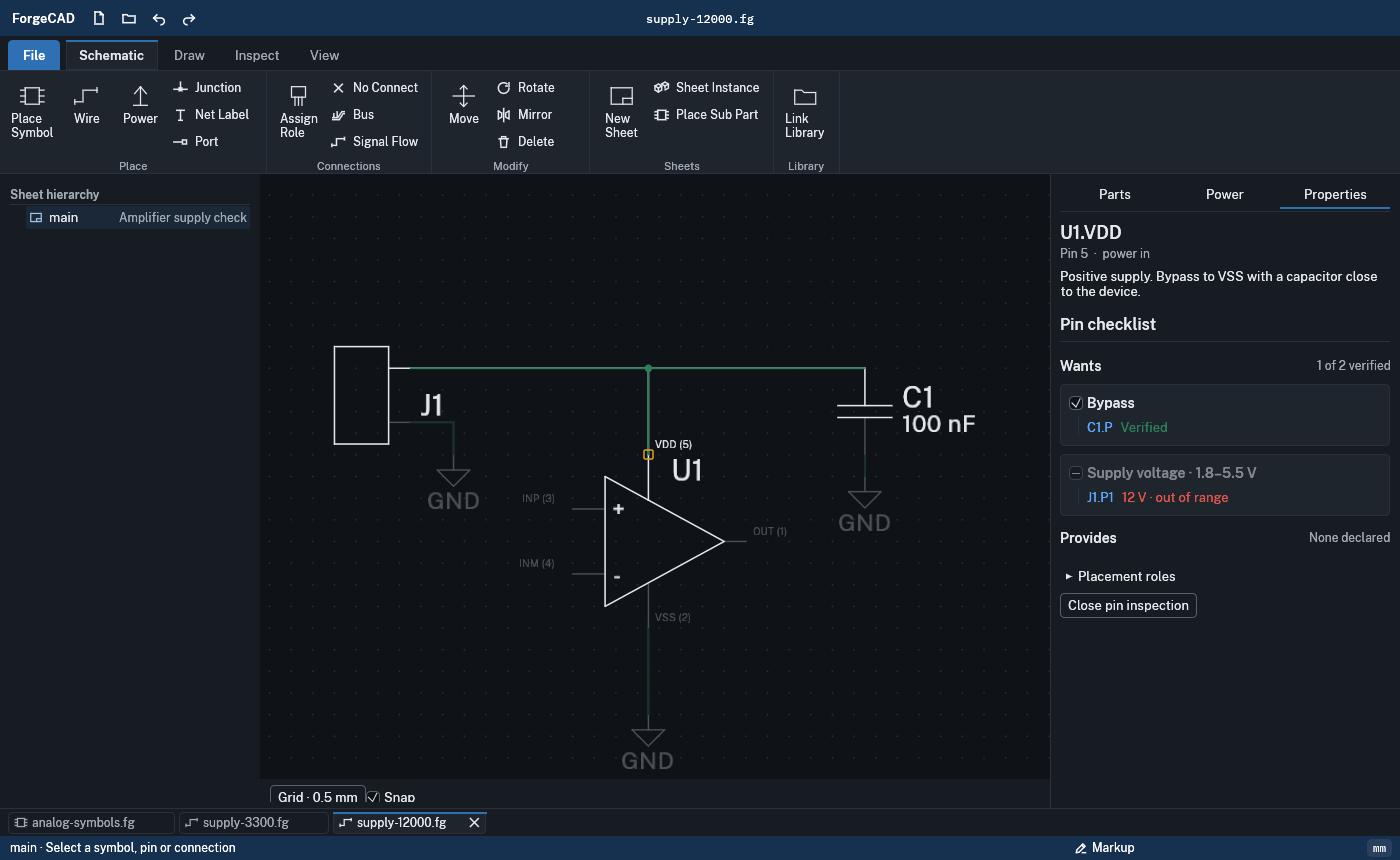 ForgeCAD
supply-12000.fg
File Schematic Draw Inspect View
Place Symbol
Wire
Power
Junction
Net Label
Port
Place
Assign Role
No Connect
Bus
Signal Flow
Connections
Move
Rotate
Mirror
Delete
Modify
New Sheet
Sheet Instance
Place Sub Part
Sheets
Link Library
Library
Sheet hierarchy
main Amplifier supply check
J1
GND
VDD (5)
U1
C1
100 nF
GND
INP (3)
+
INM (4)
-
OUT (1)
VSS (2)
GND
Grid · 0.5 mm Snap
Parts Power Properties
U1.VDD
Pin 5 · power in
Positive supply. Bypass to VSS with a capacitor close
to the device.
Pin checklist
Wants 1 of 2 verified
Bypass
C1.P Verified
Supply voltage · 1.8–5.5 V
J1.P1 12 V · out of range
Provides None declared
Placement roles
Close pin inspection
analog-symbols.fg supply-3300.fg supply-12000.fg
main · Select a symbol, pin or connection Markup mm